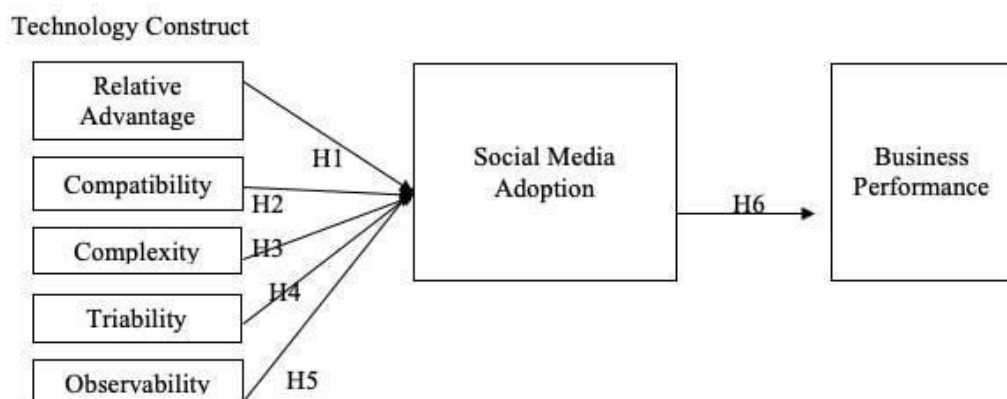 Technology Construct
Relative
Advantage
H1
Compatibility
H2
Complexity
H3
Triability
H4
Observability
H5
Social Media
Adoption
H6
Business
Performance